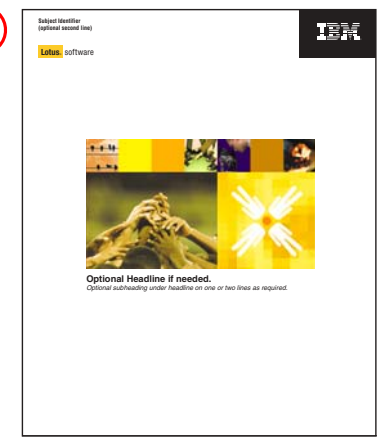 Subject Identifier
(optional second line)
IBM
Lotus. software
Optional Headline if needed.
Optional subheading under headline on one or two lines as required.